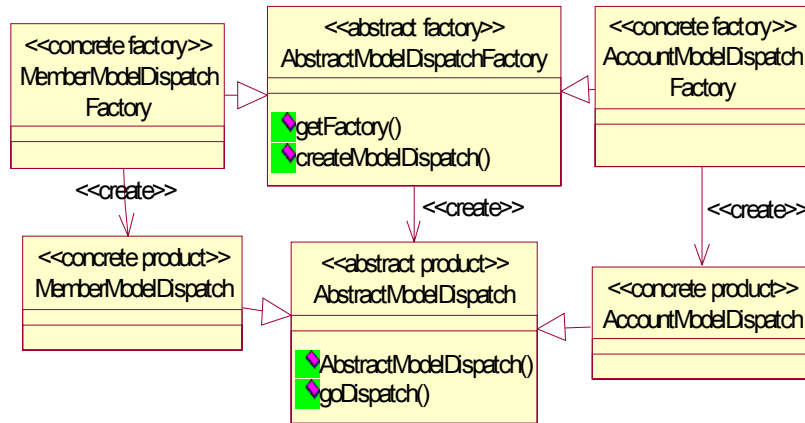 <<concrete factory>>
MemberModelDispatch
Factory
<<abstract factory>>
AbstractModelDispatchFactory
getFactory()
createModelDispatch()
<<concrete factory>>
AccountModelDispatch
Factory
<<create>>
<<create>>
<<create>>
<<concrete product>>
MemberModelDispatch
<<abstract product>>
AbstractModelDispatch
AbstractModelDispatch()
goDispatch()
<<concrete product>>
AccountModelDispatch